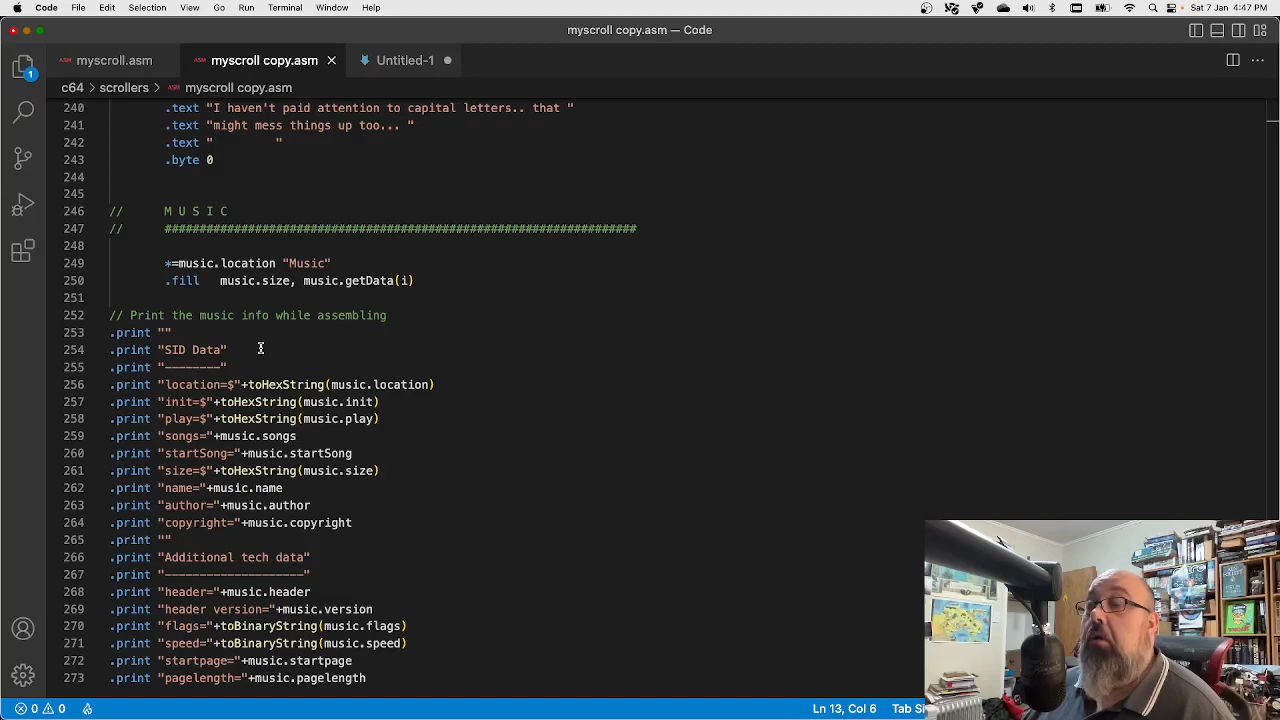 Code File Edit Selection View Go Run Terminal Window Help Sat 7 Jan 4:47 PM
myscroll copy.asm — Code
ASM myscroll.asm ASM myscroll copy.asm Untitled-1
c64 scrollers ASM myscroll copy.asm
1
240 .text "I haven't paid attention to capital letters.. that "
241 .text "might mess things up too... "
242 .text "         "
243 .byte 0
244
245
246 // M U S I C
247 // ####################################################################
248
249 *=music.location "Music"
250 .fill music.size, music.getData(i)
251
252 // Print the music info while assembling
253 .print ""
254 .print "SID Data"
255 .print "--------"
256 .print "location=$"+toHexString(music.location)
257 .print "init=$"+toHexString(music.init)
258 .print "play=$"+toHexString(music.play)
259 .print "songs="+music.songs
260 .print "startSong="+music.startSong
261 .print "size=$"+toHexString(music.size)
262 .print "name="+music.name
263 .print "author="+music.author
264 .print "copyright="+music.copyright
265 .print ""
266 .print "Additional tech data"
267 .print "--------------------"
268 .print "header="+music.header
269 .print "header version="+music.version
270 .print "flags="+toBinaryString(music.flags)
271 .print "speed="+toBinaryString(music.speed)
272 .print "startpage="+music.startpage
273 .print "pagelength="+music.pagelength
0 0 Ln 13, Col 6 Tab Si